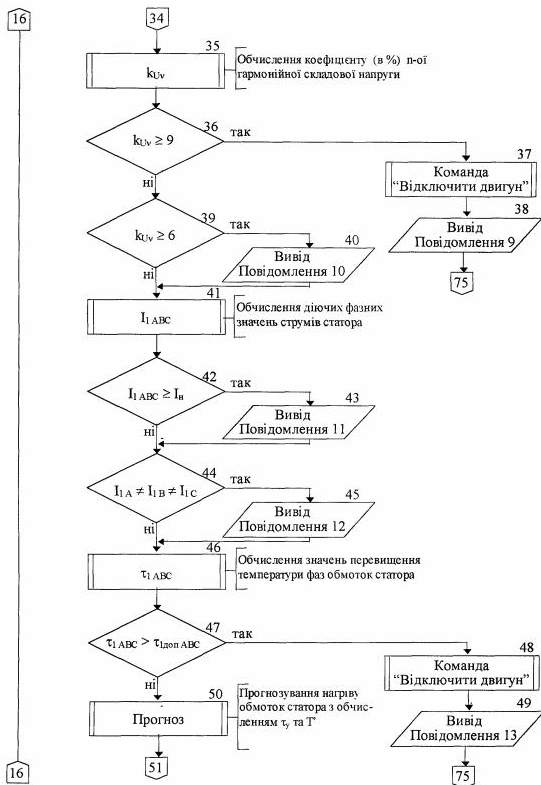 16
34
35
Обчислення коефіцієнту (в %) n-ої
гармонійної складової напруги
kUν
36
kUν ≥ 9
так
37
Команда
“Відключити двигун”
ні
38
Вивід
Повідомлення 9
75
39
kUν ≥ 6
так
40
Вивід
Повідомлення 10
ні
41
Обчислення діючих фазних
значень струмів статора
I1 ABC
42
I1 ABC ≥ Iн
так
43
Вивід
Повідомлення 11
ні
44
I1 A ≠ I1 B ≠ I1 C
так
45
Вивід
Повідомлення 12
ні
46
Обчислення значень перевищення
температури фаз обмоток статора
τ1 ABC
47
τ1 ABC > τ1доп ABC
так
48
Команда
“Відключити двигун”
ні
49
Вивід
Повідомлення 13
75
50
Прогнозування нагріву
обмоток статора з обчис-
ленням τу та T'
Прогноз
51
16